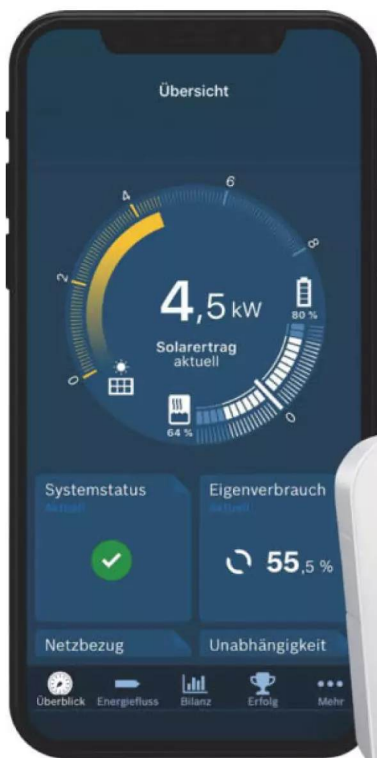 Übersicht
0
2
4
6
8
4,5 kW
Solarertrag
aktuell
80 %
64 %
0
Systemstatus
Aktuell
Eigenverbrauch
Aktuell
55,5 %
Netzbezug
Unabhängigkeit
Überblick
Energiefluss
Bilanz
Erfolg
Mehr